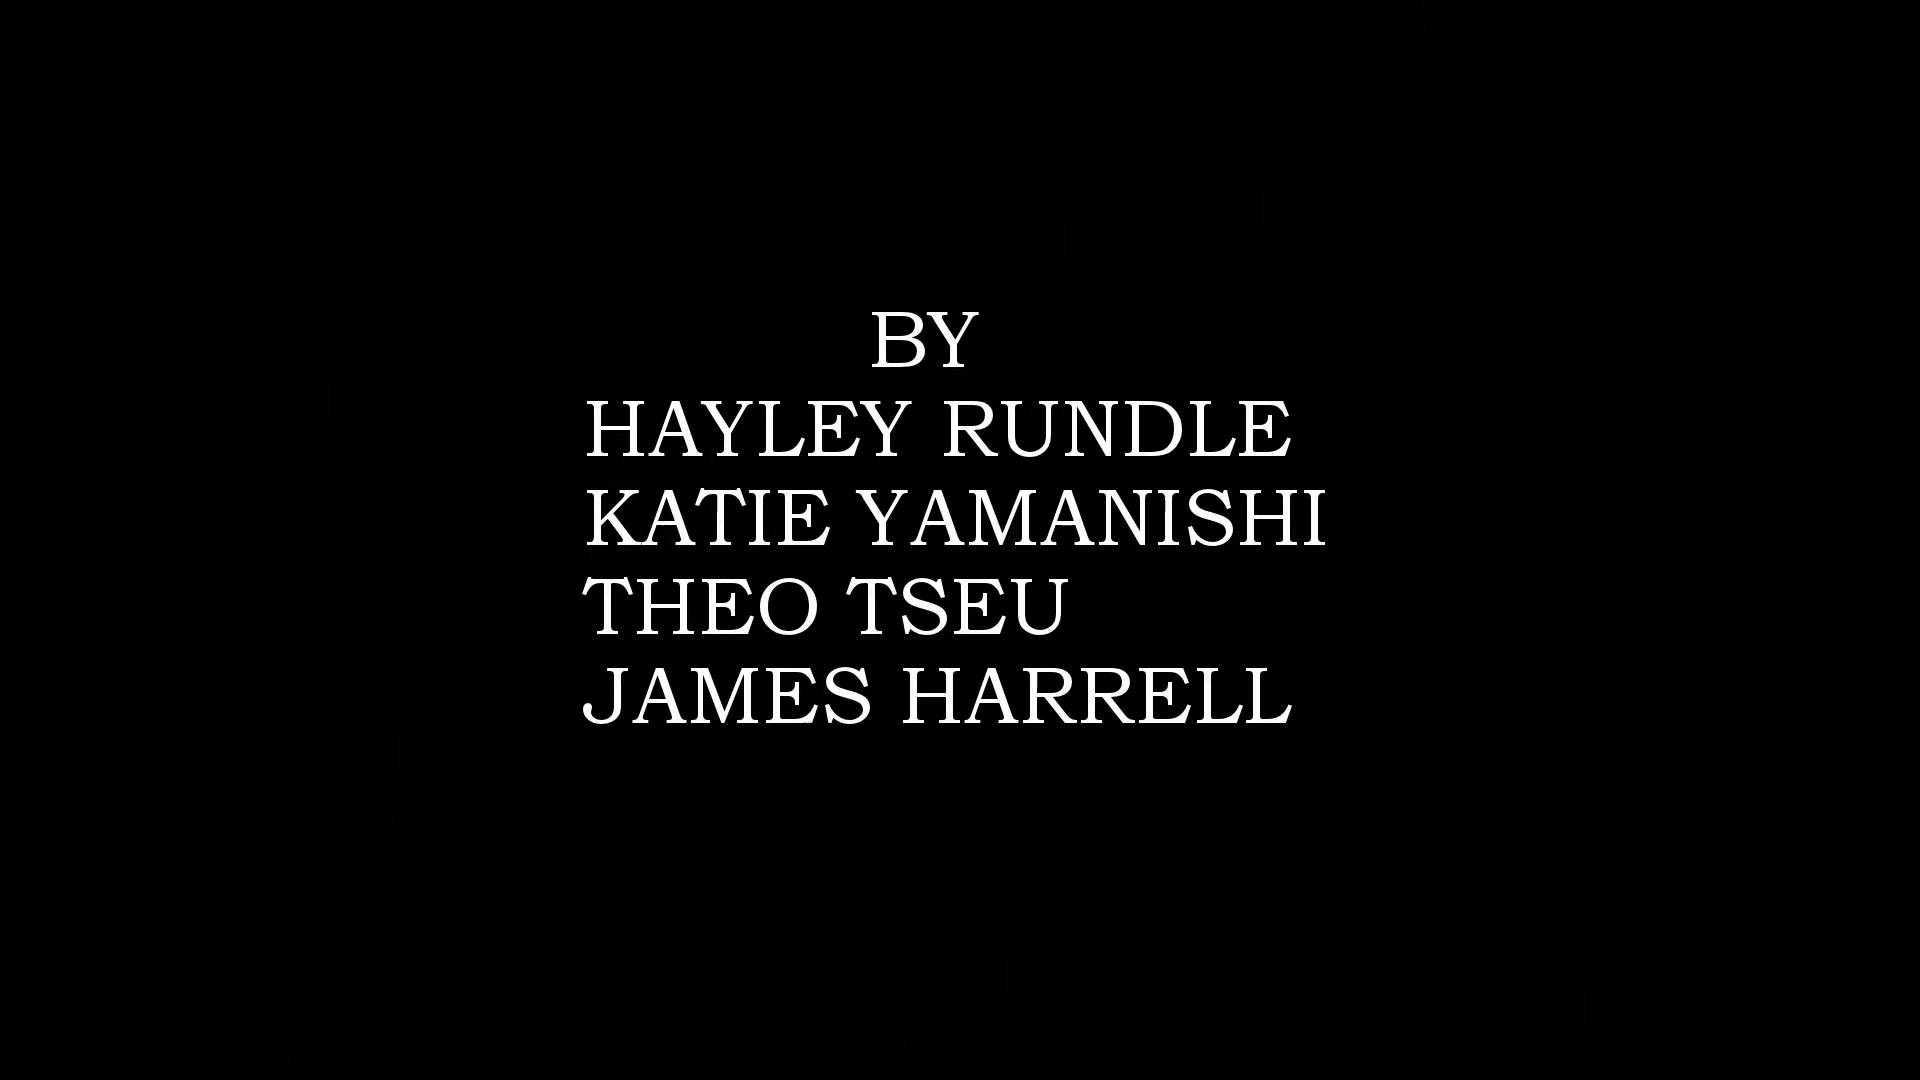 BY
HAYLEY RUNDLE
KATIE YAMANISHI
THEO TSEU
JAMES HARRELL